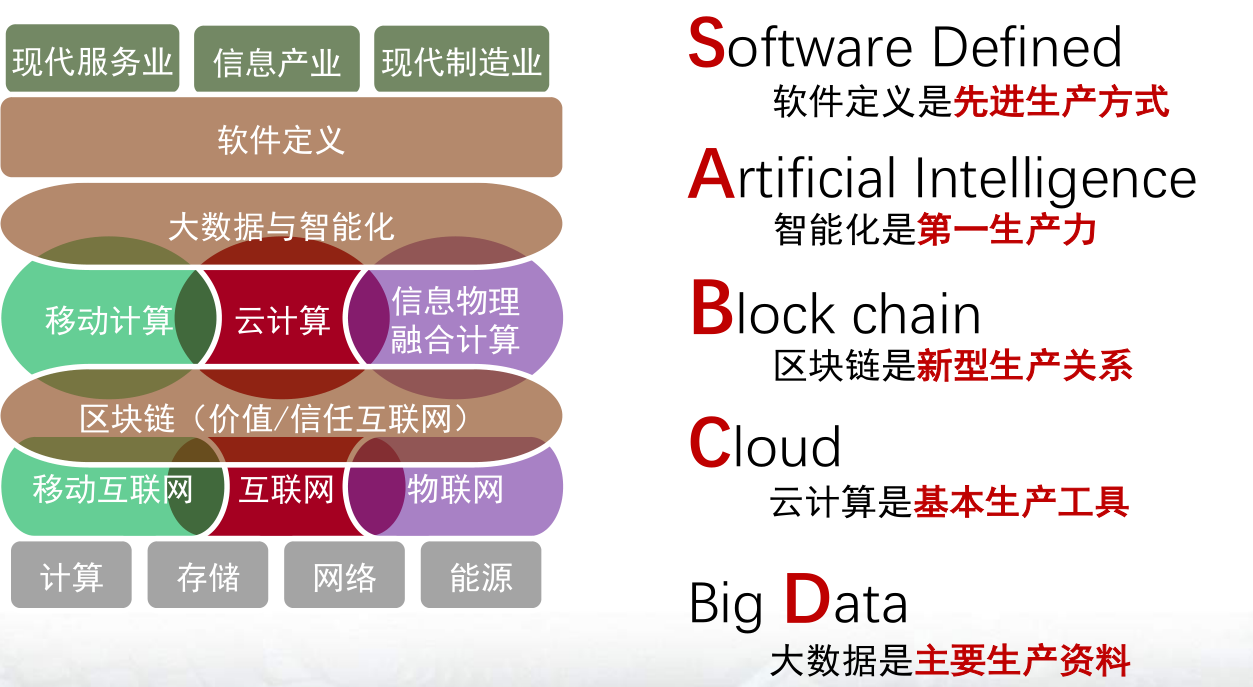 现代服务业
信息产业
现代制造业
软件定义
大数据与智能化
移动计算
云计算
信息物理
融合计算
区块链（价值/信任互联网）
移动互联网
互联网
物联网
计算
存储
网络
能源
Software Defined
软件定义是先进生产方式
Artificial Intelligence
智能化是第一生产力
Block chain
区块链是新型生产关系
Cloud
云计算是基本生产工具
Big Data
大数据是主要生产资料